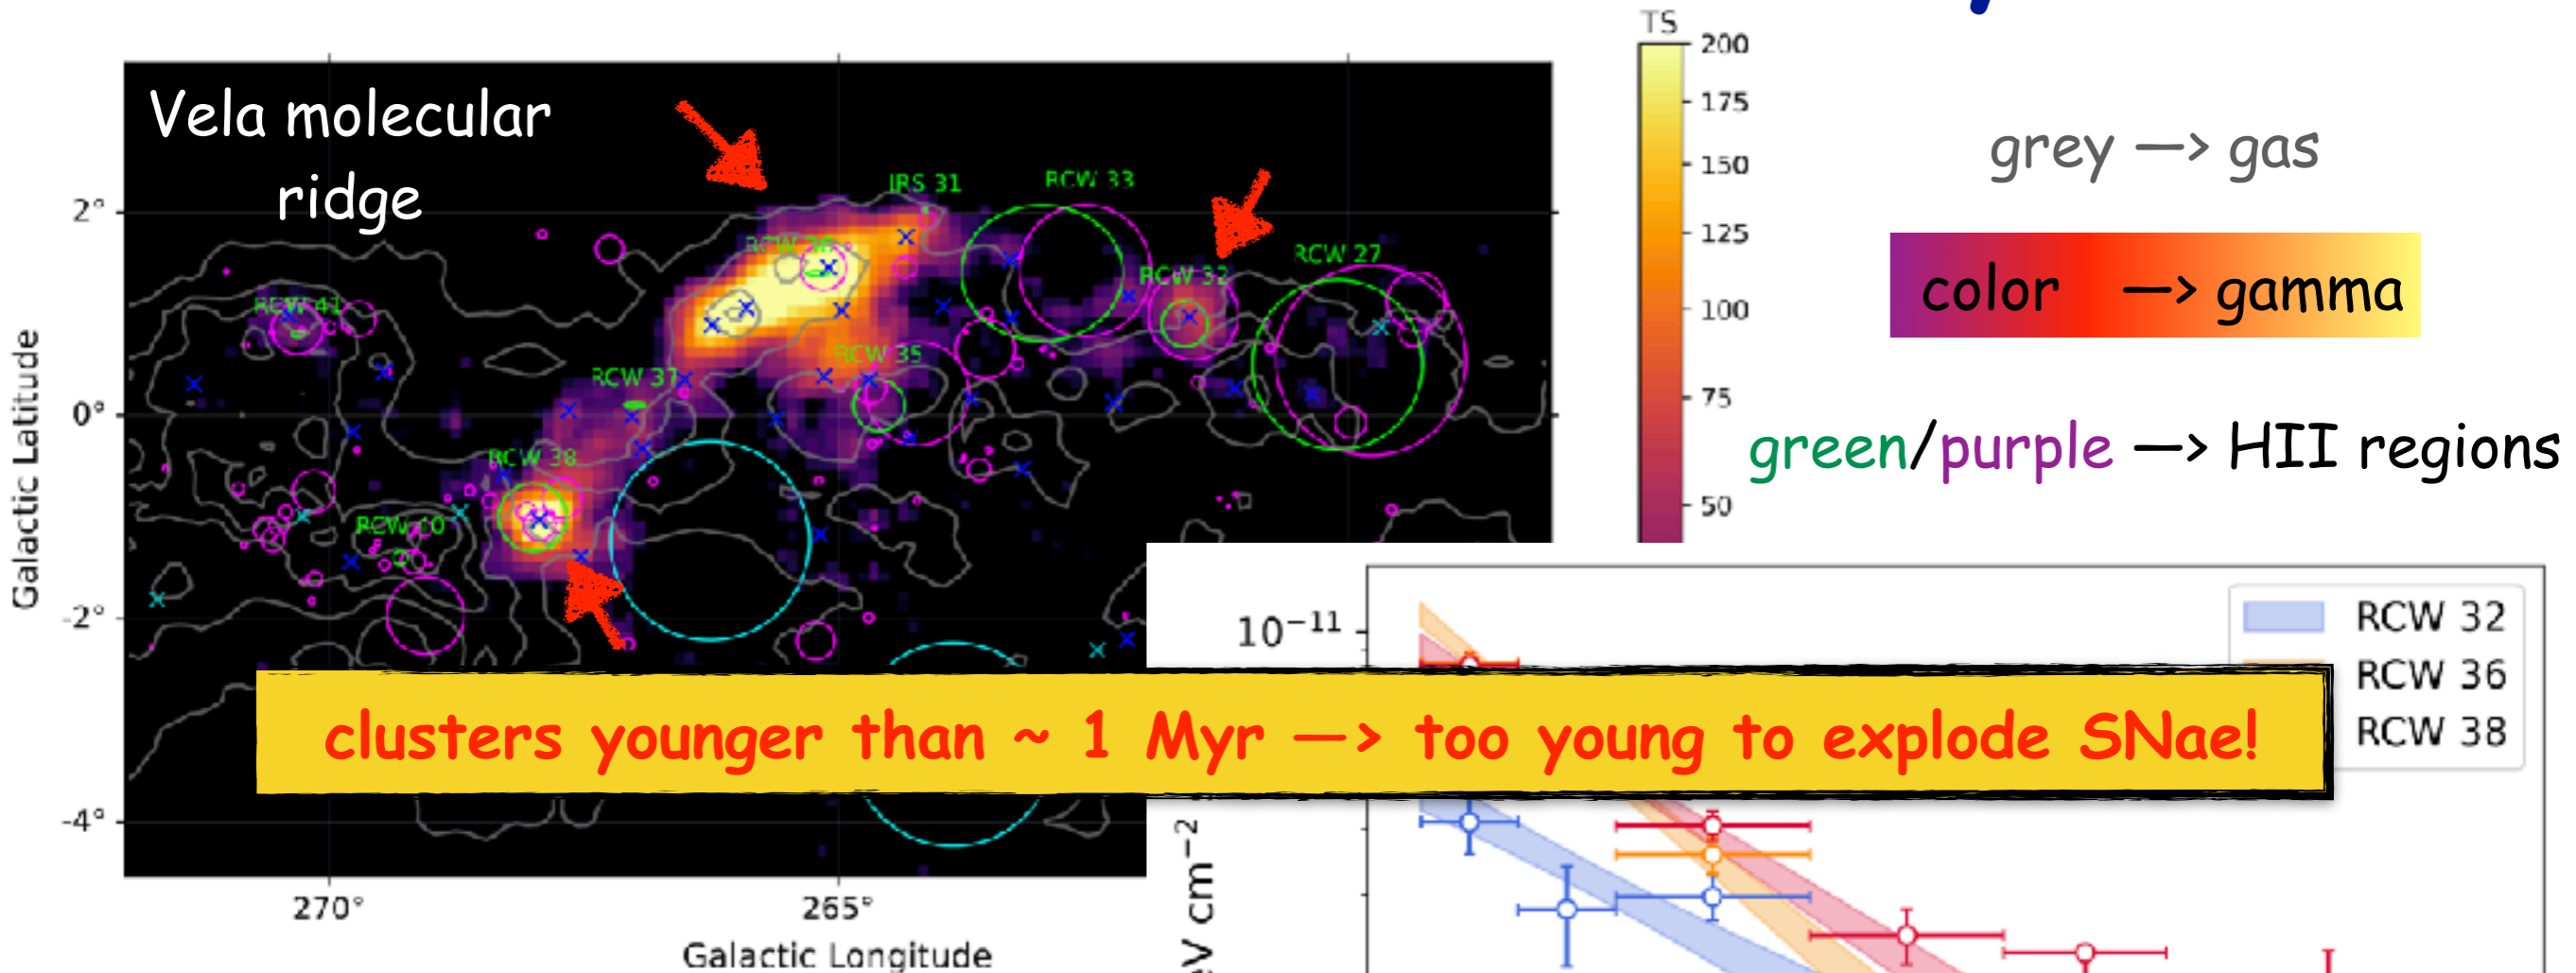 TS
200
175
150
125
100
75
50
Vela molecular
ridge
grey —> gas
color —> gamma
green/purple —> HII regions
IRS 31
RCW 33
RCW 36
RCW 32
RCW 27
RCW 41
RCW 35
RCW 37
RCW 38
RCW 40
2°
0°
-2°
-4°
Galactic Latitude
270°
265°
Galactic Longitude
10⁻¹¹
RCW 32
RCW 36
RCW 38
clusters younger than ~ 1 Myr —> too young to explode SNae!
eV cm⁻²